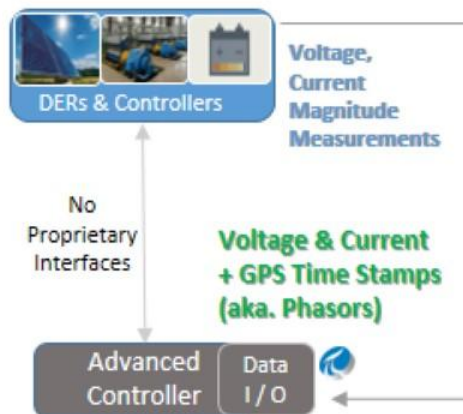 DERs & Controllers
Voltage,
Current
Magnitude
Measurements
No
Proprietary
Interfaces
Voltage & Current
+ GPS Time Stamps
(aka. Phasors)
Advanced
Controller
Data
I / O